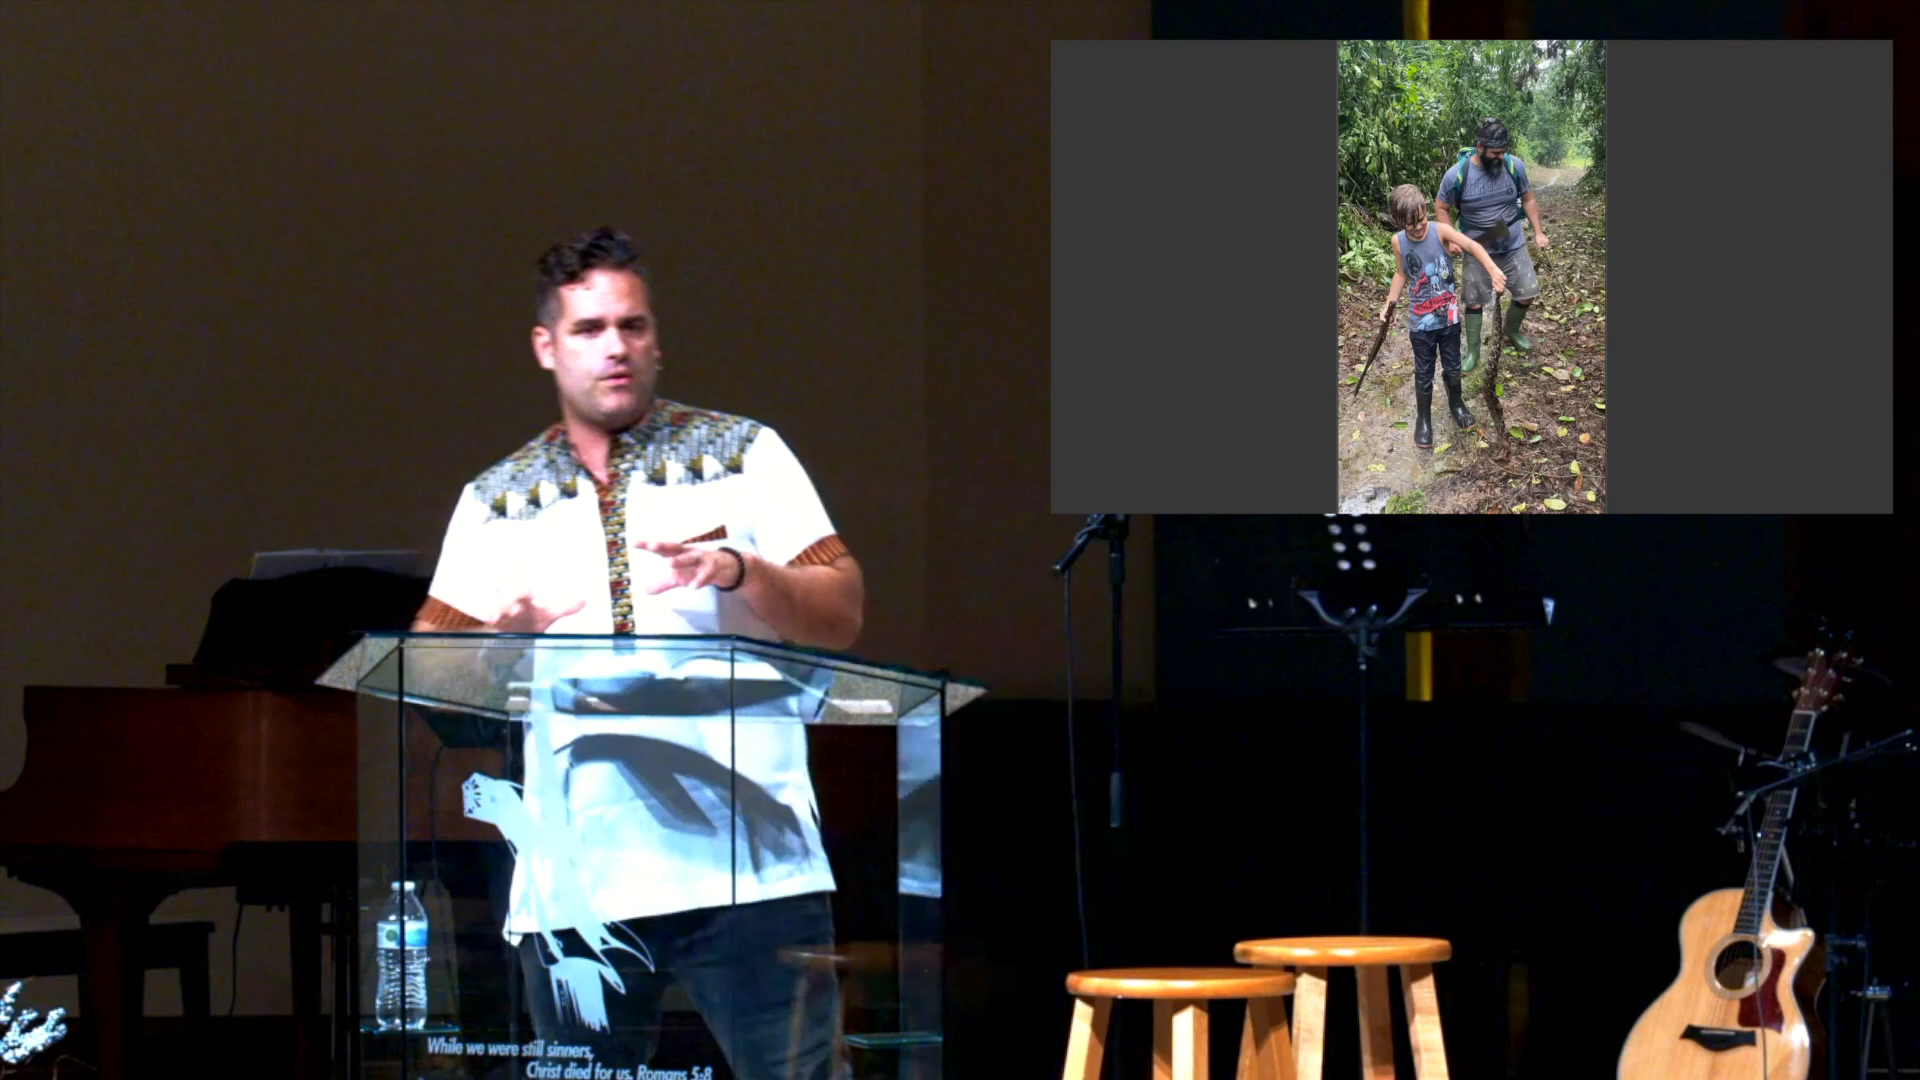 While we were still sinners,
Christ died for us. Romans 5:8